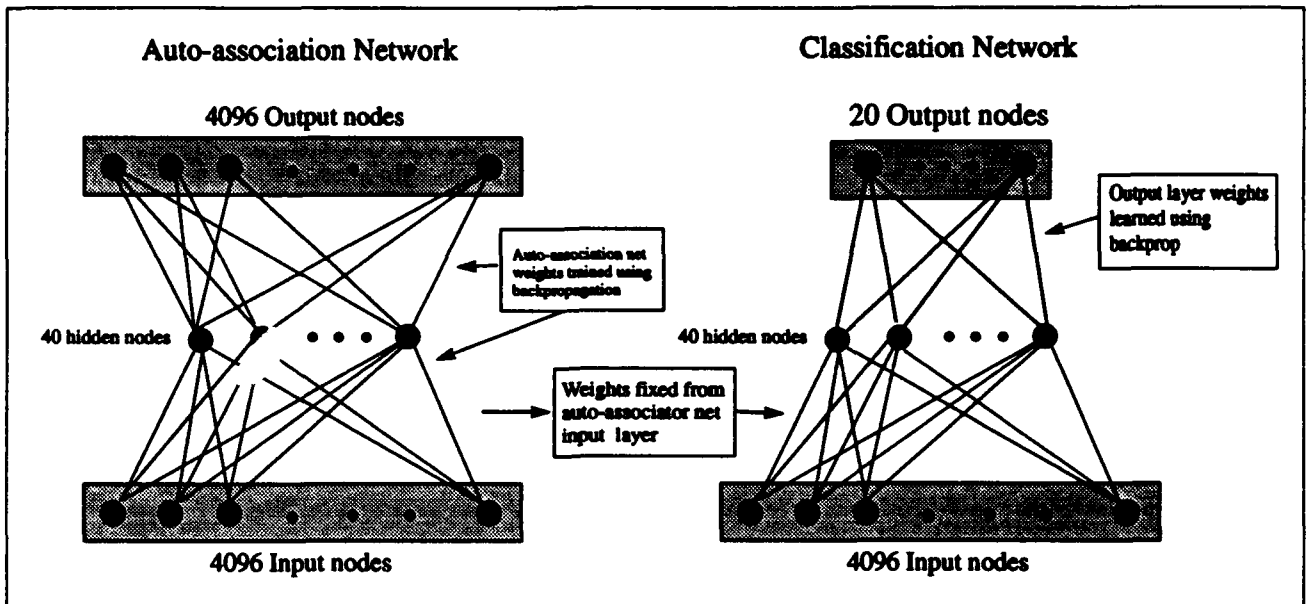 Auto-association Network
4096 Output nodes
Auto-association net
weights trained using
backpropagation
40 hidden nodes
4096 Input nodes
Weights fixed from
auto-associator net
input layer
Classification Network
20 Output nodes
Output layer weights
learned using
backprop
40 hidden nodes
4096 Input nodes